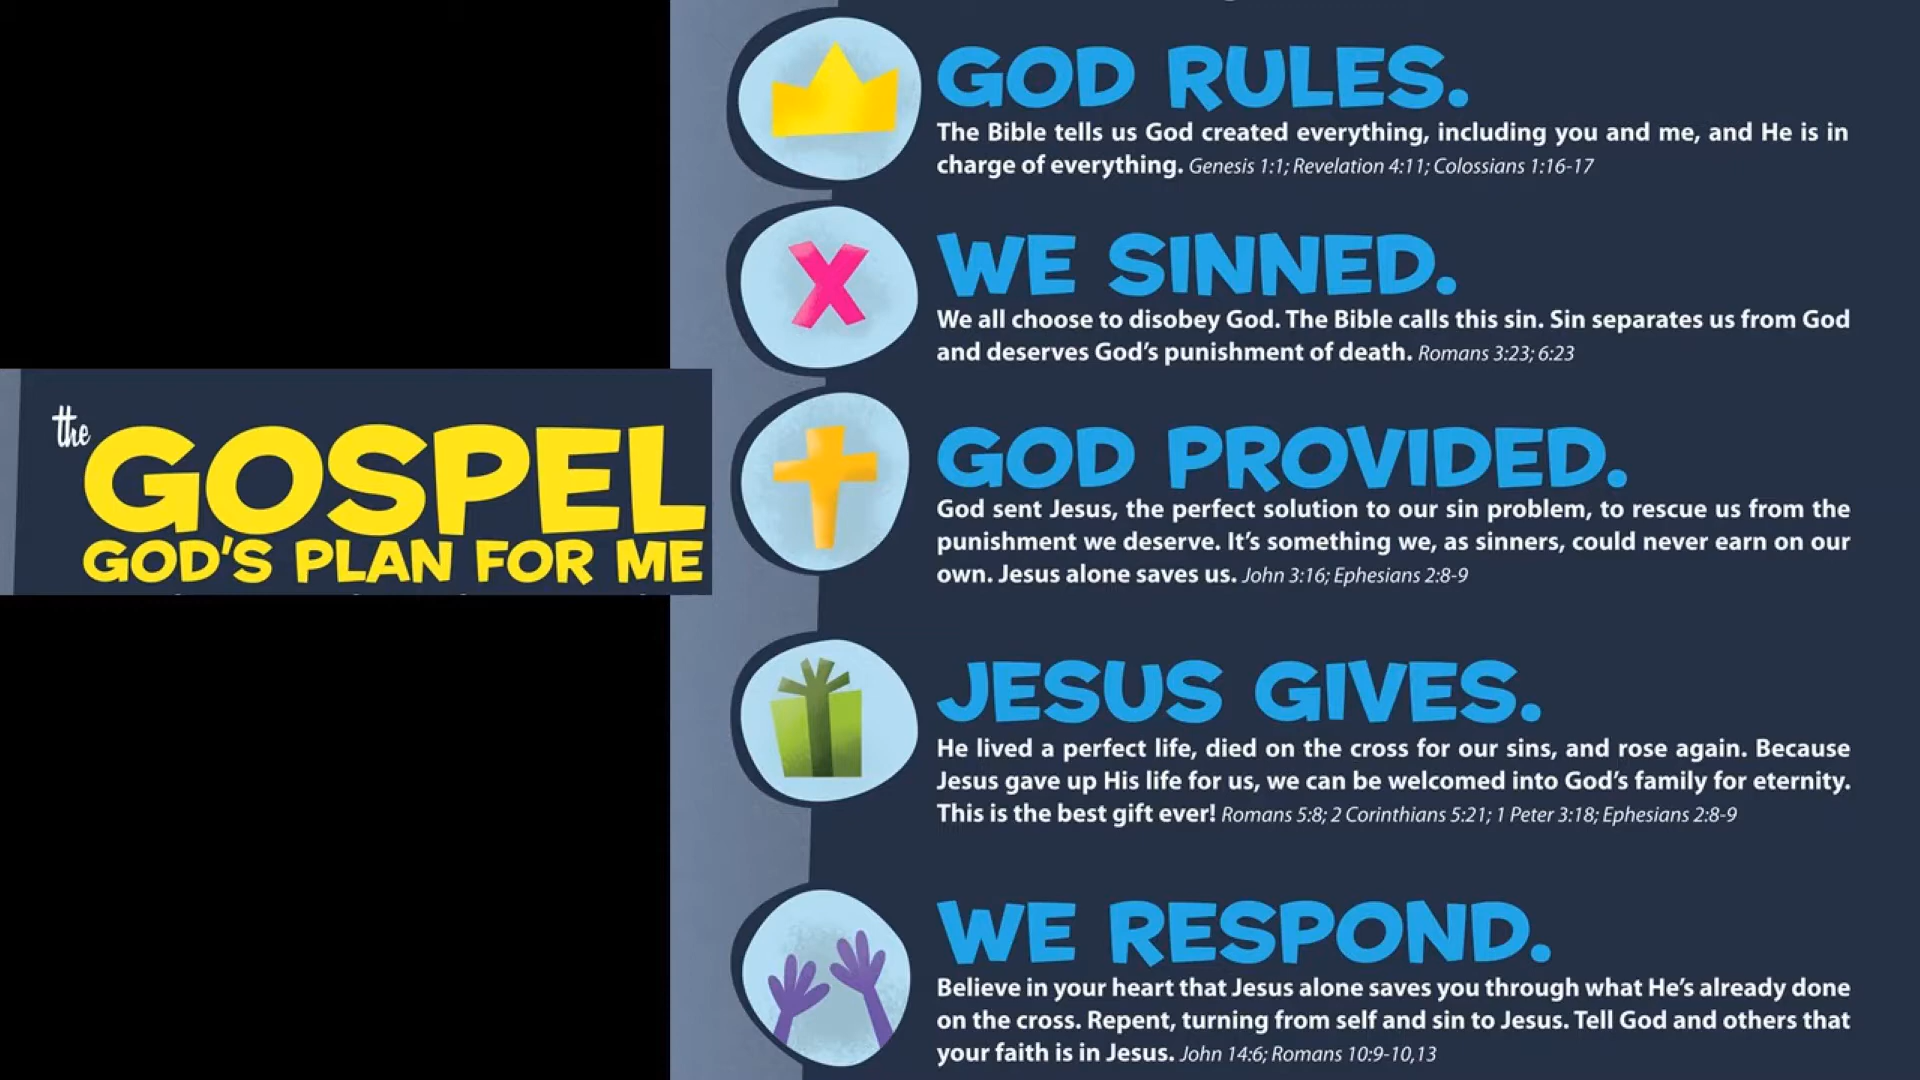 the
GOSPEL
GOD'S PLAN FOR ME
GOD RULES.
The Bible tells us God created everything, including you and me, and He is in
charge of everything. Genesis 1:1; Revelation 4:11; Colossians 1:16-17
WE SINNED.
We all choose to disobey God. The Bible calls this sin. Sin separates us from God
and deserves God's punishment of death. Romans 3:23; 6:23
GOD PROVIDED.
God sent Jesus, the perfect solution to our sin problem, to rescue us from the
punishment we deserve. It's something we, as sinners, could never earn on our
own. Jesus alone saves us. John 3:16; Ephesians 2:8-9
JESUS GIVES.
He lived a perfect life, died on the cross for our sins, and rose again. Because
Jesus gave up His life for us, we can be welcomed into God's family for eternity.
This is the best gift ever! Romans 5:8; 2 Corinthians 5:21; 1 Peter 3:18; Ephesians 2:8-9
WE RESPOND.
Believe in your heart that Jesus alone saves you through what He's already done
on the cross. Repent, turning from self and sin to Jesus. Tell God and others that
your faith is in Jesus. John 14:6; Romans 10:9-10,13